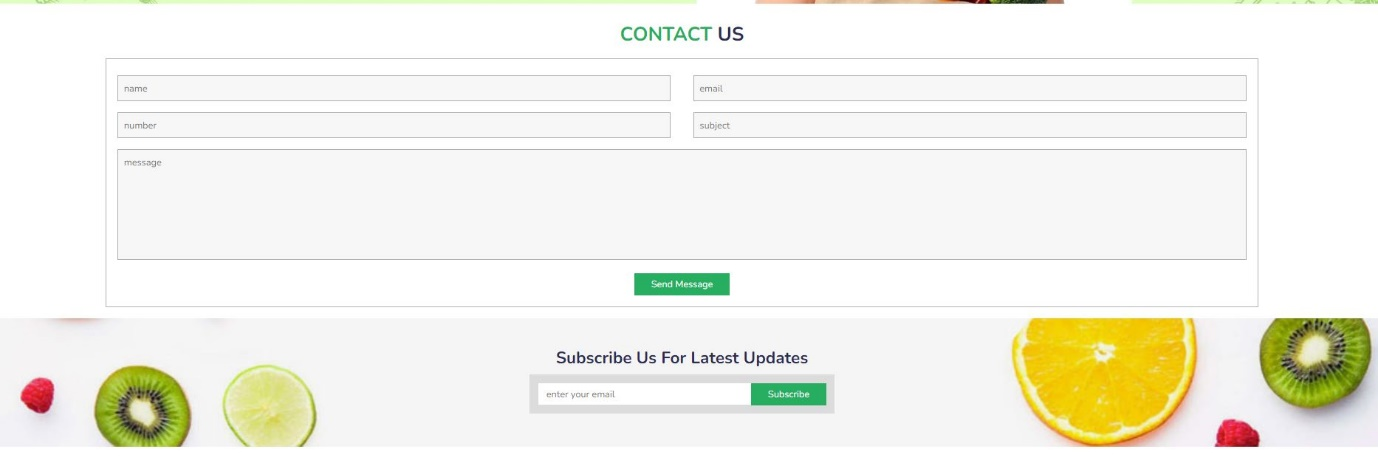 CONTACT US
name
email
number
subject
message
Send Message
Subscribe Us For Latest Updates
enter your email
Subscribe